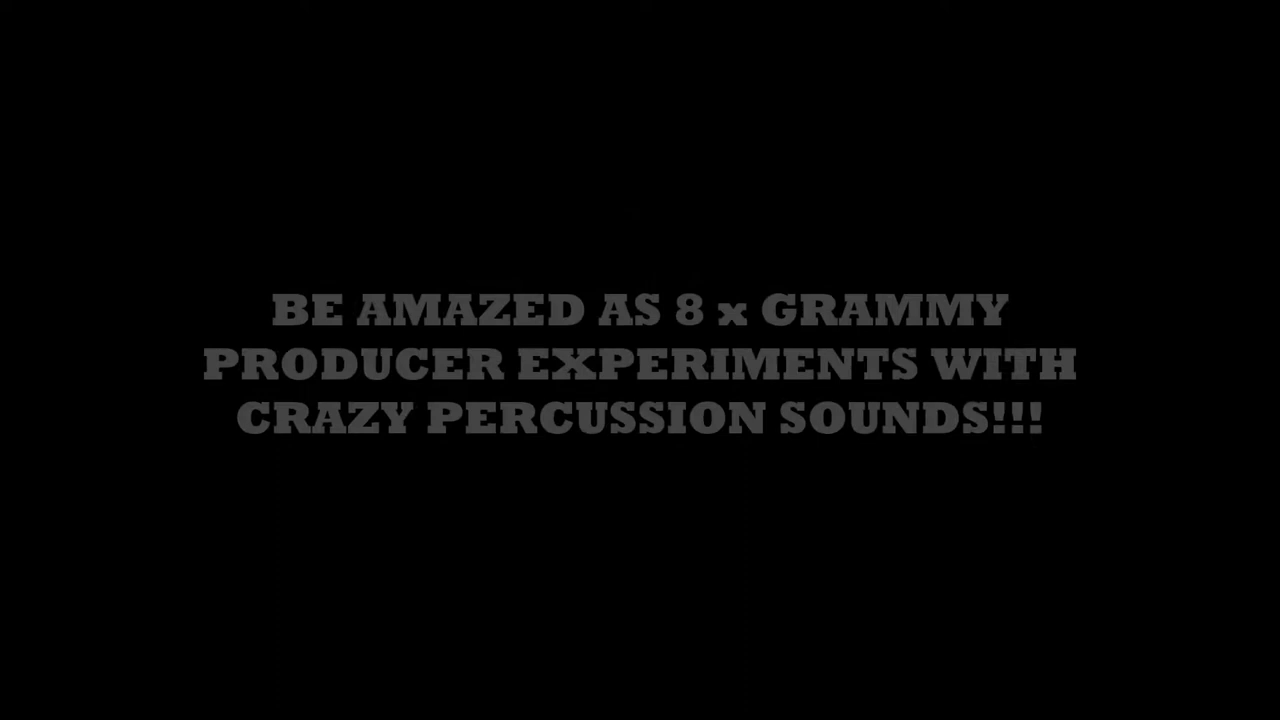 BE AMAZED AS 8 x GRAMMY
PRODUCER EXPERIMENTS WITH
CRAZY PERCUSSION SOUNDS!!!